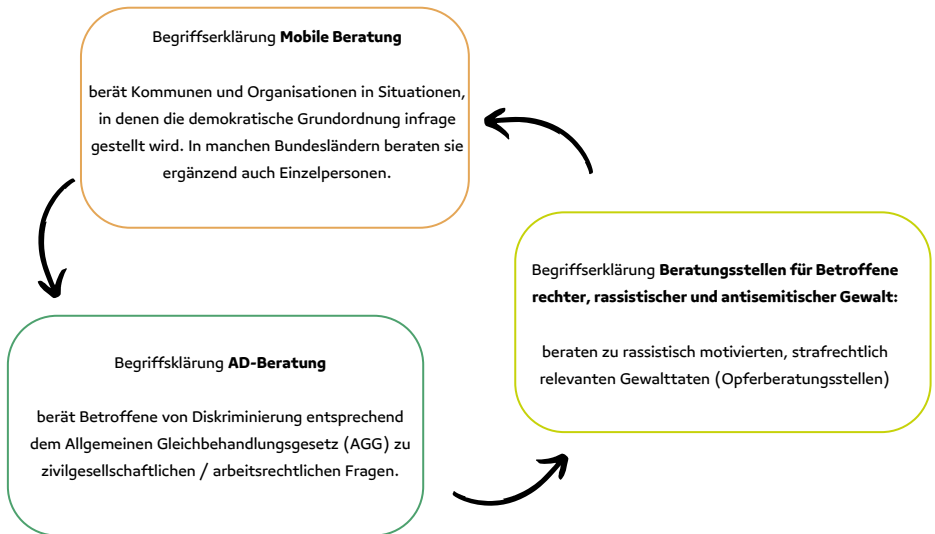 Begriffserklärung Mobile Beratung
berät Kommunen und Organisationen in Situationen,
in denen die demokratische Grundordnung infrage
gestellt wird. In manchen Bundesländern beraten sie
ergänzend auch Einzelpersonen.
Begriffserklärung Beratungsstellen für Betroffene
rechter, rassistischer und antisemitischer Gewalt:
beraten zu rassistisch motivierten, strafrechtlich
relevanten Gewalttaten (Opferberatungsstellen)
Begriffsklärung AD-Beratung
berät Betroffene von Diskriminierung entsprechend
dem Allgemeinen Gleichbehandlungsgesetz (AGG) zu
zivilgesellschaftlichen / arbeitsrechtlichen Fragen.